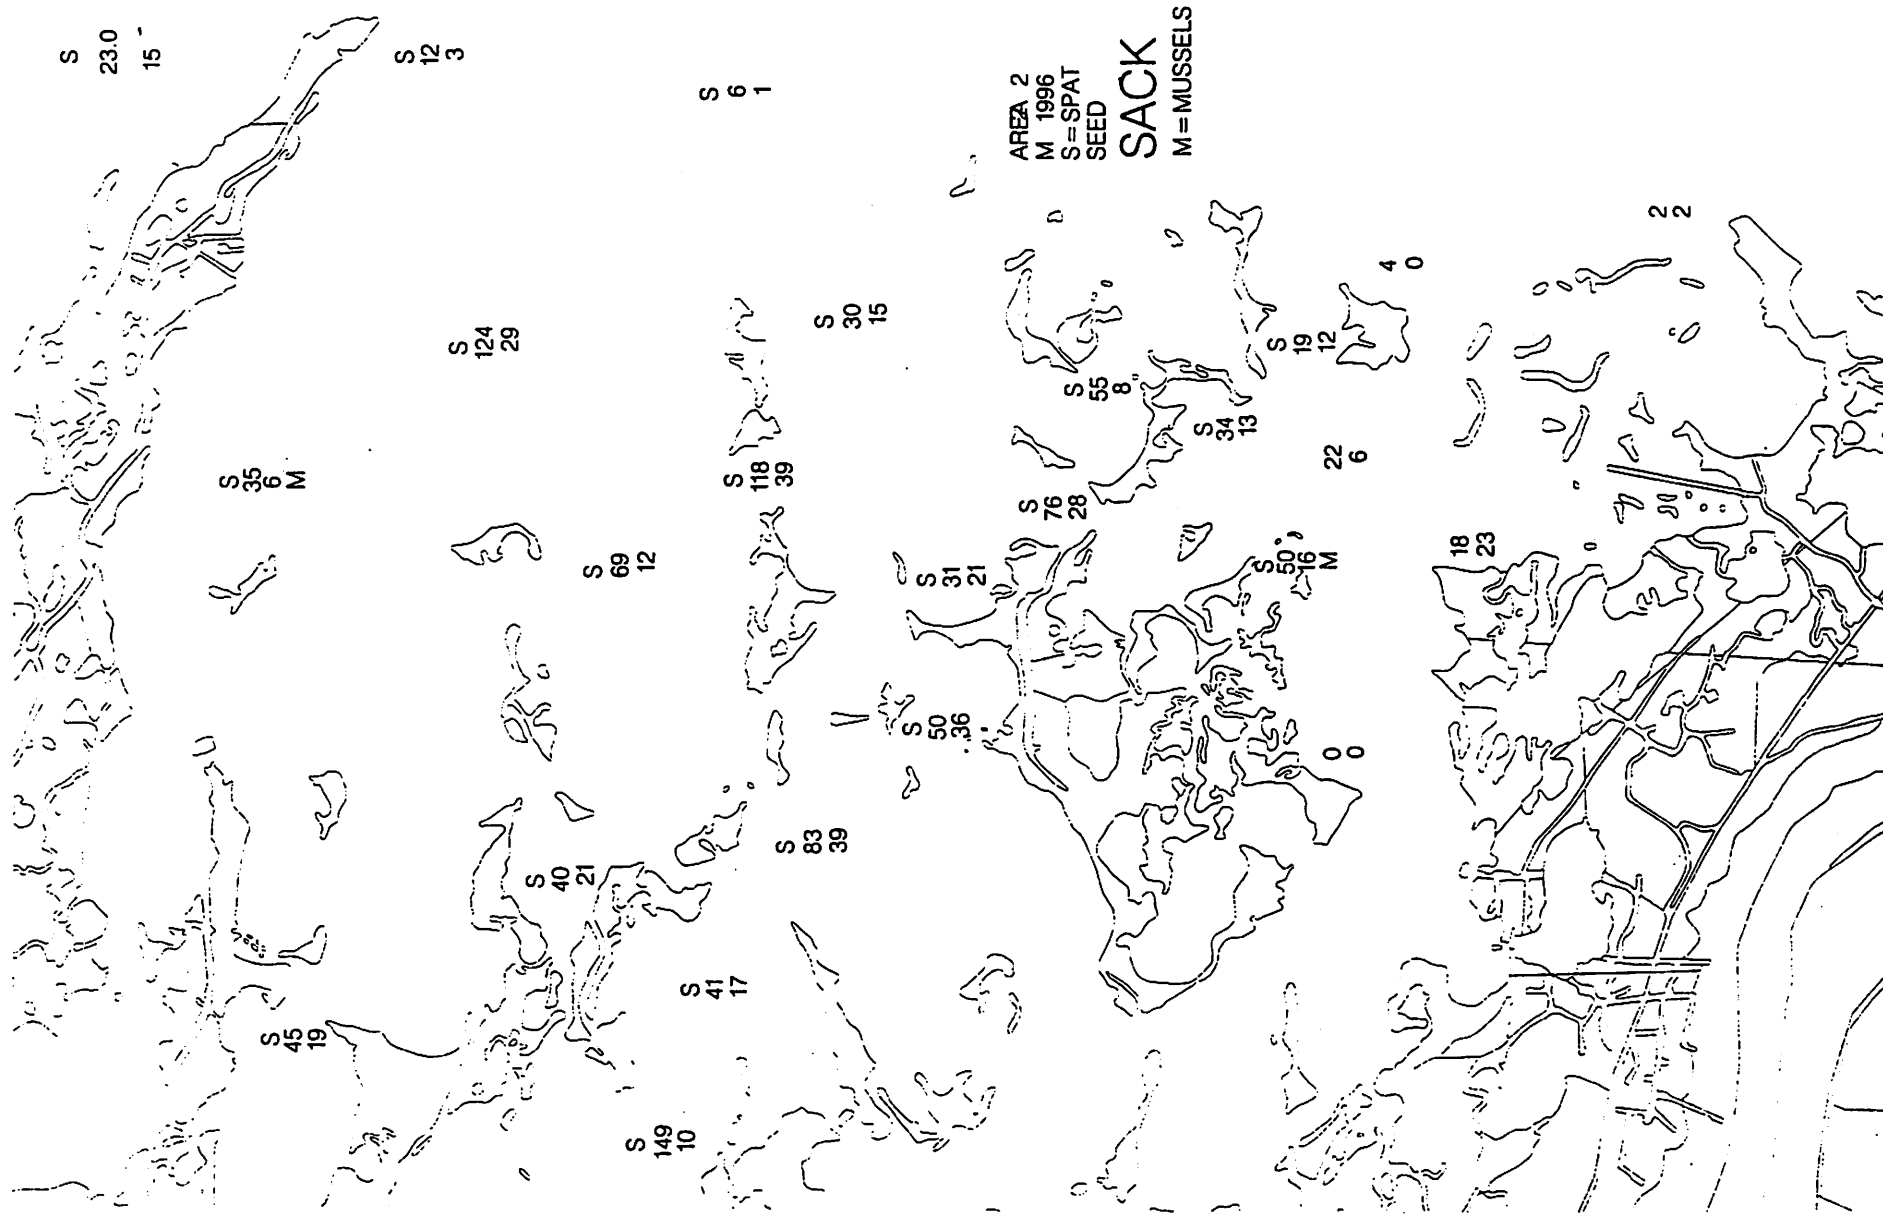 S
23.0
15
S
12
3
S
6
1
AREA 2
M 1996
S = SPAT
SEED
SACK
M = MUSSELS
2
2
4
0
S
124
29
S
30
15
S
19
12
S
55
8
S
34
13
22
6
S
35
6
M
S
118
39
S
76
28
S
69
12
S
31
21
S
50
16
M
18
23
S
50
36
0
0
S
83
39
S
40
21
S
41
17
S
45
19
S
149
10